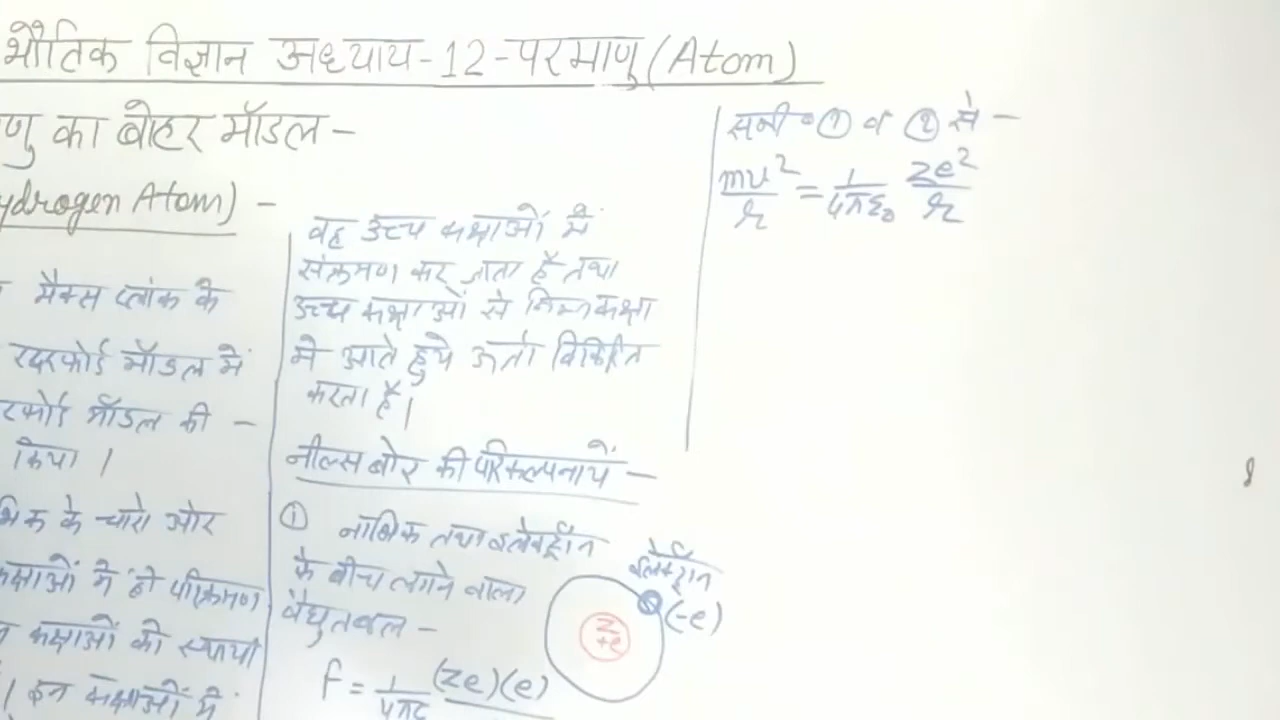 भौतिक विज्ञान अध्याय-12-परमाणु (Atom)
णु का बोहर मॉडल-
ydrogen Atom) -
मैक्स प्लांक के
रदरफोर्ड मॉडल में
रफोर्ड मॉडल की -
किया ।
भिक के चारो ओर
कक्षाओं में ही परिक्रमण
कक्षाओं को स्थायी
। इन कक्षाओं में
वह उच्च कक्षाओं में
संक्रमण कर जाता है तथा
उच्च कक्षाओं से निम्न कक्षा
मे आते हुये ऊर्जा
करता है।
नील्स बोर की परिकल्पनायें -
① नाभिक तथा इलेक्ट्रॉन
के बीच लगने वाला
वैद्युतबल -
f = 1/4πε (ze)(e)
इलेक्ट्रॉन
(-e)
z
+e
समी० ① व ② से -
mv²/r = 1/4πε₀ ze²/r